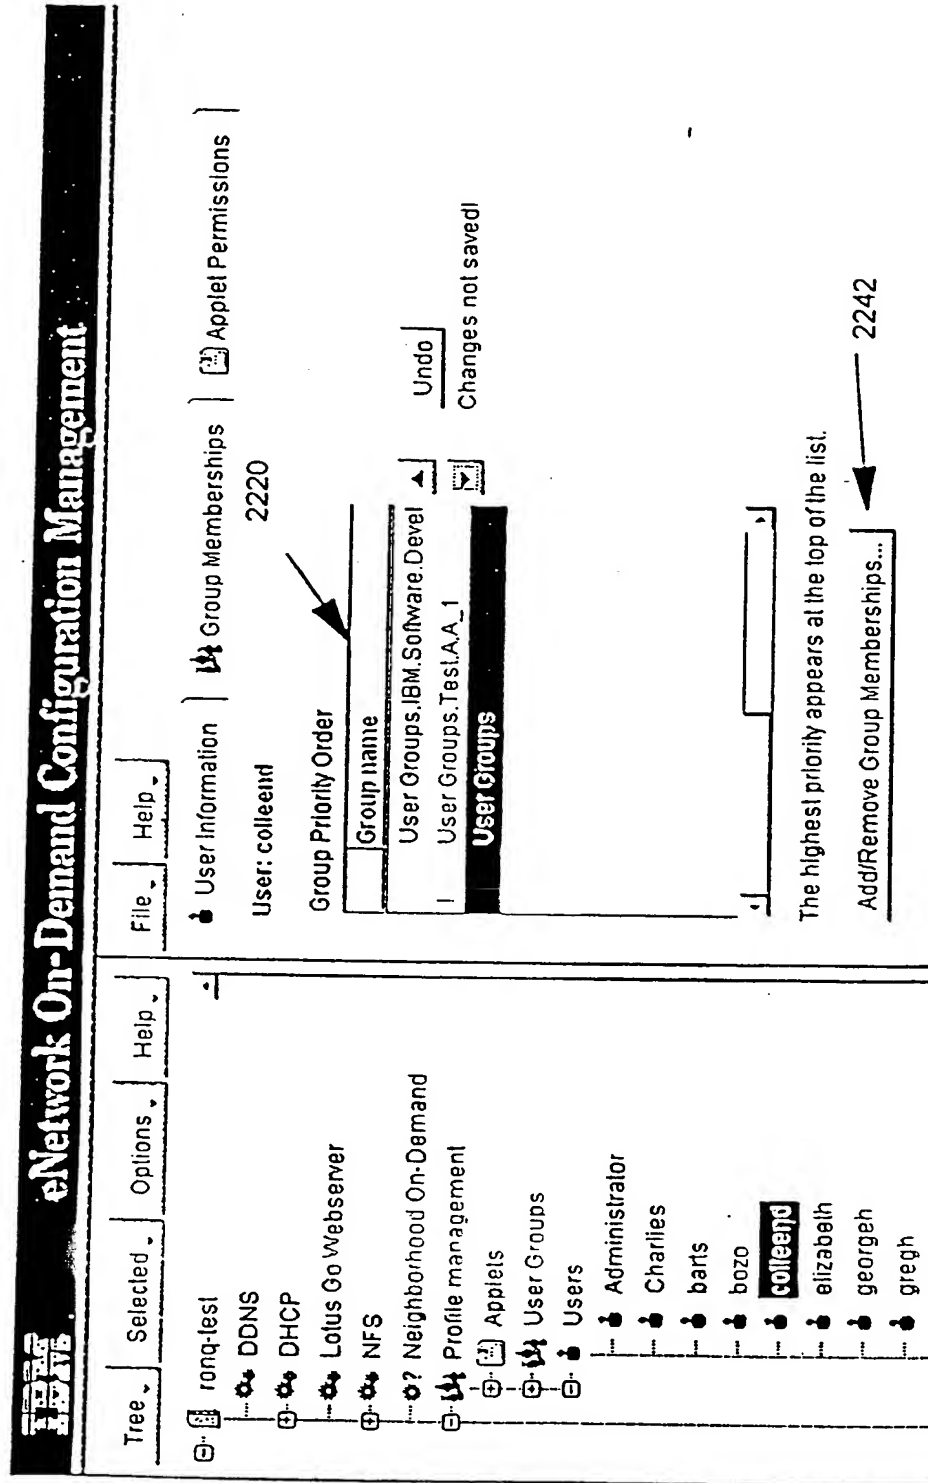 IBM
eNetwork On-Demand Configuration Management
Tree
Selected
Options
Help
File
Help
ronq-test
DDNS
DHCP
Lotus Go Webserver
NFS
? Neighborhood On-Demand
Profile management
Applets
User Groups
Users
Administrator
Charlies
barts
bozo
colleend
elizabeth
georgeh
gregh
User Information
Group Memberships
Applet Permissions
User: colleend
2220
Group Priority Order
Group name
User Groups.IBM.Software.Devel
User Groups.Test.A.A_1
User Groups
Undo
Changes not saved!
The highest priority appears at the top of the list.
Add/Remove Group Memberships...
2242